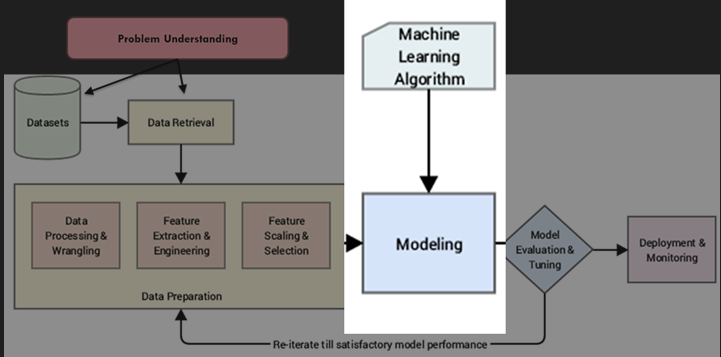 Problem Understanding
Machine
Learning
Algorithm
Datasets
Data Retrieval
Data
Processing &
Wrangling
Feature
Extraction &
Engineering
Feature
Scaling &
Selection
Data Preparation
Modeling
Model
Evaluation &
Tuning
Deployment &
Monitoring
Re-iterate till satisfactory model performance